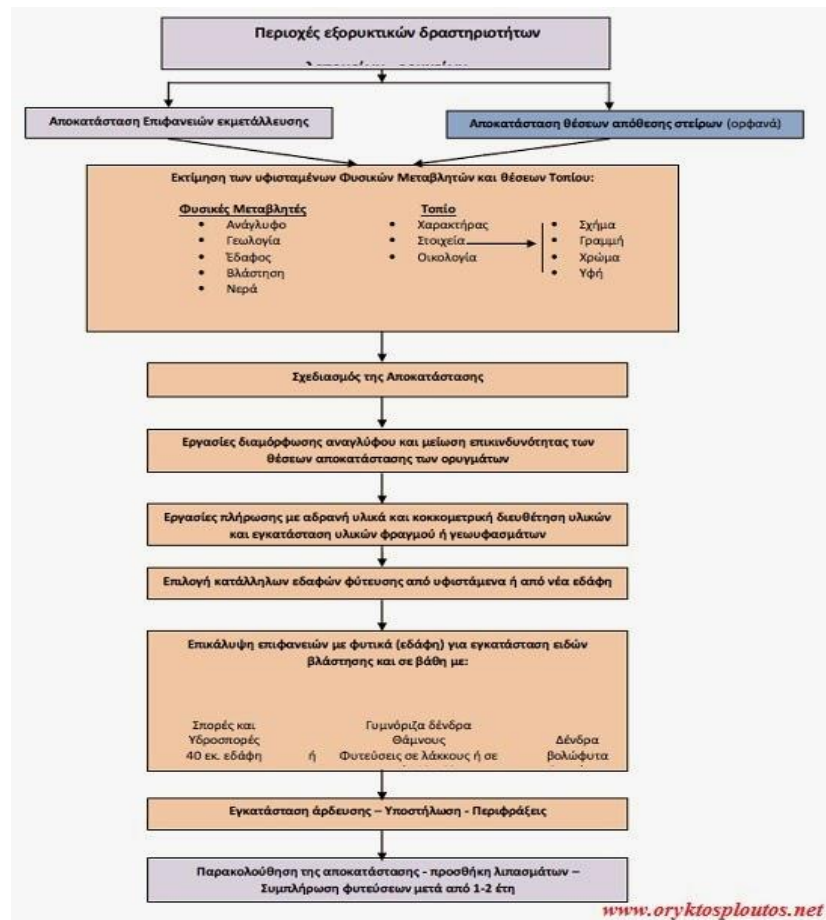 Περιοχές εξορυκτικών δραστηριοτήτων
Αποκατάσταση Επιφανειών εκμετάλλευσης
Αποκατάσταση θέσεων απόθεσης στείρων (ορφανά)
Εκτίμηση των υφισταμένων Φυσικών Μεταβλητών και θέσεων Τοπίου:
Φυσικές Μεταβλητές
• Ανάγλυφο
• Γεωλογία
• Έδαφος
• Βλάστηση
• Νερά
Τοπίο
• Χαρακτήρας
• Στοιχεία
• Οικολογία
• Σχήμα
• Γραμμή
• Χρώμα
• Υφή
Σχεδιασμός της Αποκατάστασης
Εργασίες διαμόρφωσης αναγλύφου και μείωση επικινδυνότητας των
θέσεων αποκατάστασης των ορυγμάτων
Εργασίες πλήρωσης με αδρανή υλικά και κοκκομετρική διευθέτηση υλικών
και εγκατάσταση υλικών φραγμού ή γεωυφασμάτων
Επιλογή κατάλληλων εδαφών φύτευσης από υφιστάμενα ή από νέα εδάφη
Επικάλυψη επιφανειών με φυτικά (εδάφη) για εγκατάσταση ειδών
βλάστησης και σε βάθη με:
Σπορές και
Υδροσπορές
40 εκ. εδάφη
ή
Γυμνόριζα δένδρα
Θάμνους
Φυτεύσεις σε λάκκους ή σε
Δένδρα
βολώφυτα
Εγκατάσταση άρδευσης – Υποστήλωση - Περιφράξεις
Παρακολούθηση της αποκατάστασης - προσθήκη λιπασμάτων –
Συμπλήρωση φυτεύσεων μετά από 1-2 έτη
www.oryktosploutos.net